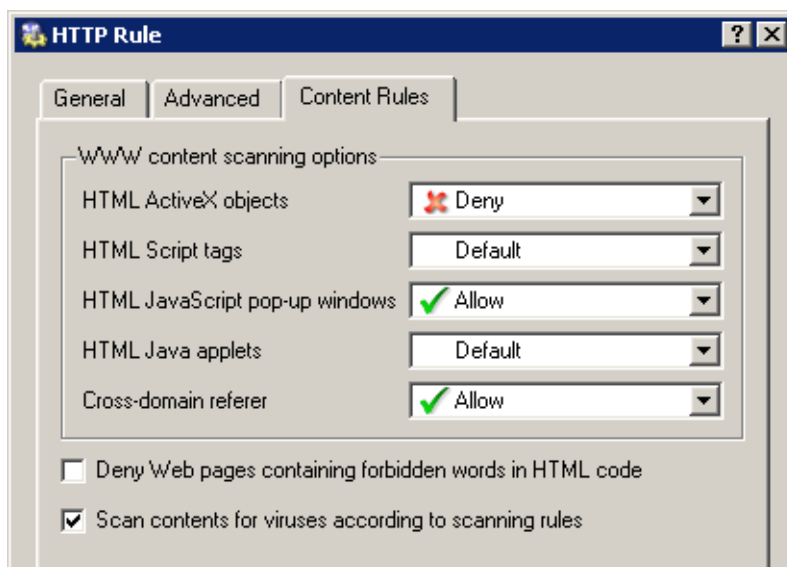 HTTP Rule
General Advanced Content Rules
WWW content scanning options
HTML ActiveX objects Deny
HTML Script tags Default
HTML JavaScript pop-up windows Allow
HTML Java applets Default
Cross-domain referer Allow
Deny Web pages containing forbidden words in HTML code
Scan contents for viruses according to scanning rules